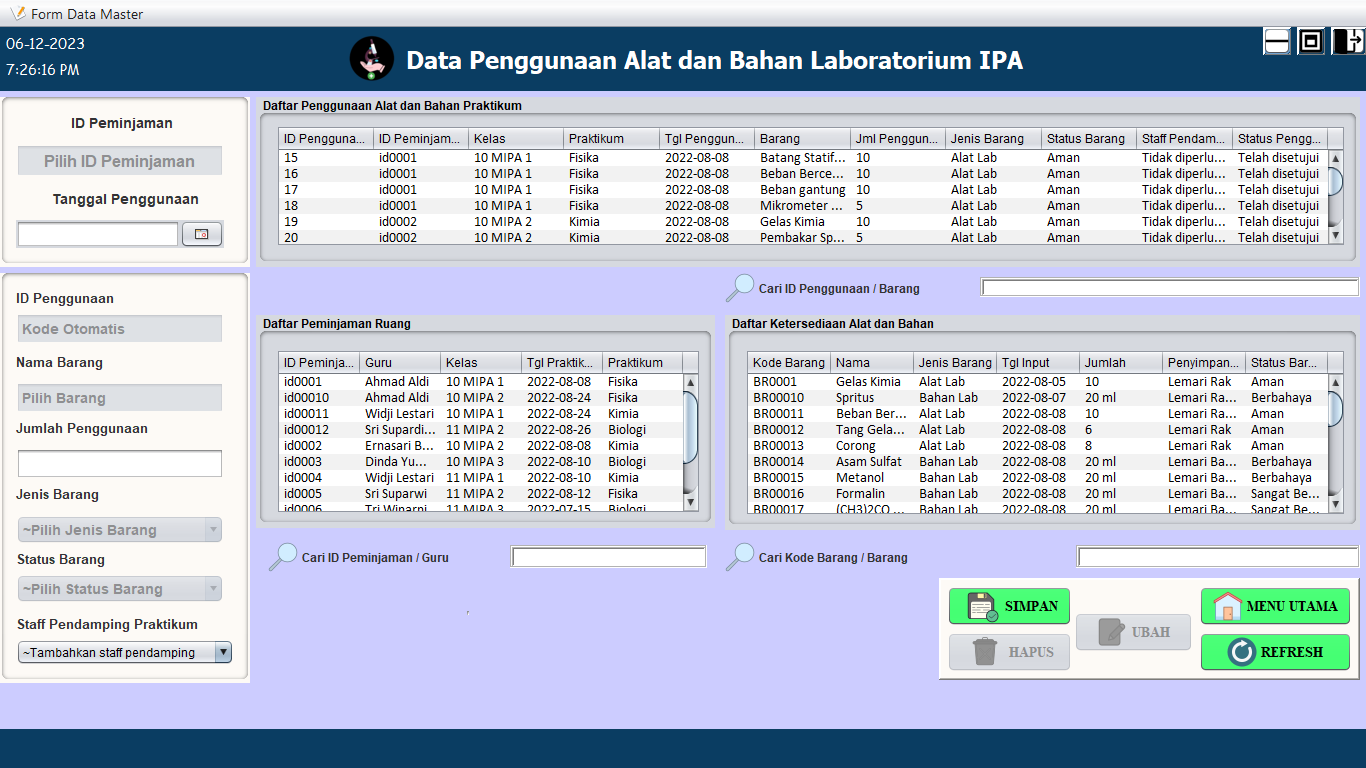 Form Data Master
06-12-2023
7:26:16 PM
Data Penggunaan Alat dan Bahan Laboratorium IPA
ID Peminjaman
Pilih ID Peminjaman
Tanggal Penggunaan
ID Penggunaan
Kode Otomatis
Nama Barang
Pilih Barang
Jumlah Penggunaan
Jenis Barang
~Pilih Jenis Barang
Status Barang
~Pilih Status Barang
Staff Pendamping Praktikum
~Tambahkan staff pendamping
Daftar Penggunaan Alat dan Bahan Praktikum
ID Pengguna... ID Peminjam... Kelas Praktikum Tgl Penggun... Barang Jml Penggun... Jenis Barang Status Barang Staff Pendam... Status Pengg...
15 id0001 10 MIPA 1 Fisika 2022-08-08 Batang Statif... 10 Alat Lab Aman Tidak diperlu... Telah disetujui
16 id0001 10 MIPA 1 Fisika 2022-08-08 Beban Berce... 10 Alat Lab Aman Tidak diperlu... Telah disetujui
17 id0001 10 MIPA 1 Fisika 2022-08-08 Beban gantung 10 Alat Lab Aman Tidak diperlu... Telah disetujui
18 id0001 10 MIPA 1 Fisika 2022-08-08 Mikrometer ... 5 Alat Lab Aman Tidak diperlu... Telah disetujui
19 id0002 10 MIPA 2 Kimia 2022-08-08 Gelas Kimia 10 Alat Lab Aman Tidak diperlu... Telah disetujui
20 id0002 10 MIPA 2 Kimia 2022-08-08 Pembakar Sp... 5 Alat Lab Aman Tidak diperlu... Telah disetujui
Cari ID Penggunaan / Barang
Daftar Peminjaman Ruang
ID Peminja... Guru Kelas Tgl Praktik... Praktikum
id0001 Ahmad Aldi 10 MIPA 1 2022-08-08 Fisika
id00010 Ahmad Aldi 10 MIPA 2 2022-08-24 Fisika
id00011 Widji Lestari 10 MIPA 1 2022-08-24 Kimia
id00012 Sri Supardi... 11 MIPA 2 2022-08-26 Biologi
id0002 Ernasari B... 10 MIPA 2 2022-08-08 Kimia
id0003 Dinda Yu... 10 MIPA 3 2022-08-10 Biologi
id0004 Widji Lestari 11 MIPA 1 2022-08-10 Kimia
id0005 Sri Suparwi 11 MIPA 2 2022-08-12 Fisika
id0006 Tri Winarni 11 MIPA 3 2022-07-15 Biologi
Cari ID Peminjaman / Guru
Daftar Ketersediaan Alat dan Bahan
Kode Barang Nama Jenis Barang Tgl Input Jumlah Penyimpan... Status Bar...
BR0001 Gelas Kimia Alat Lab 2022-08-05 10 Lemari Rak Aman
BR00010 Spritus Bahan Lab 2022-08-07 20 ml Lemari Ra... Berbahaya
BR00011 Beban Ber... Alat Lab 2022-08-08 10 Lemari Ra... Aman
BR00012 Tang Gela... Alat Lab 2022-08-08 6 Lemari Rak Aman
BR00013 Corong Alat Lab 2022-08-08 8 Lemari Rak Aman
BR00014 Asam Sulfat Bahan Lab 2022-08-08 20 ml Lemari Ba... Berbahaya
BR00015 Metanol Bahan Lab 2022-08-08 20 ml Lemari Ba... Berbahaya
BR00016 Formalin Bahan Lab 2022-08-08 20 ml Lemari Ba... Sangat Be...
BR00017 (CH3)2CO ... Bahan Lab 2022-08-08 20 ml Lemari Ba... Sangat Be...
Cari Kode Barang / Barang
SIMPAN
HAPUS
UBAH
MENU UTAMA
REFRESH